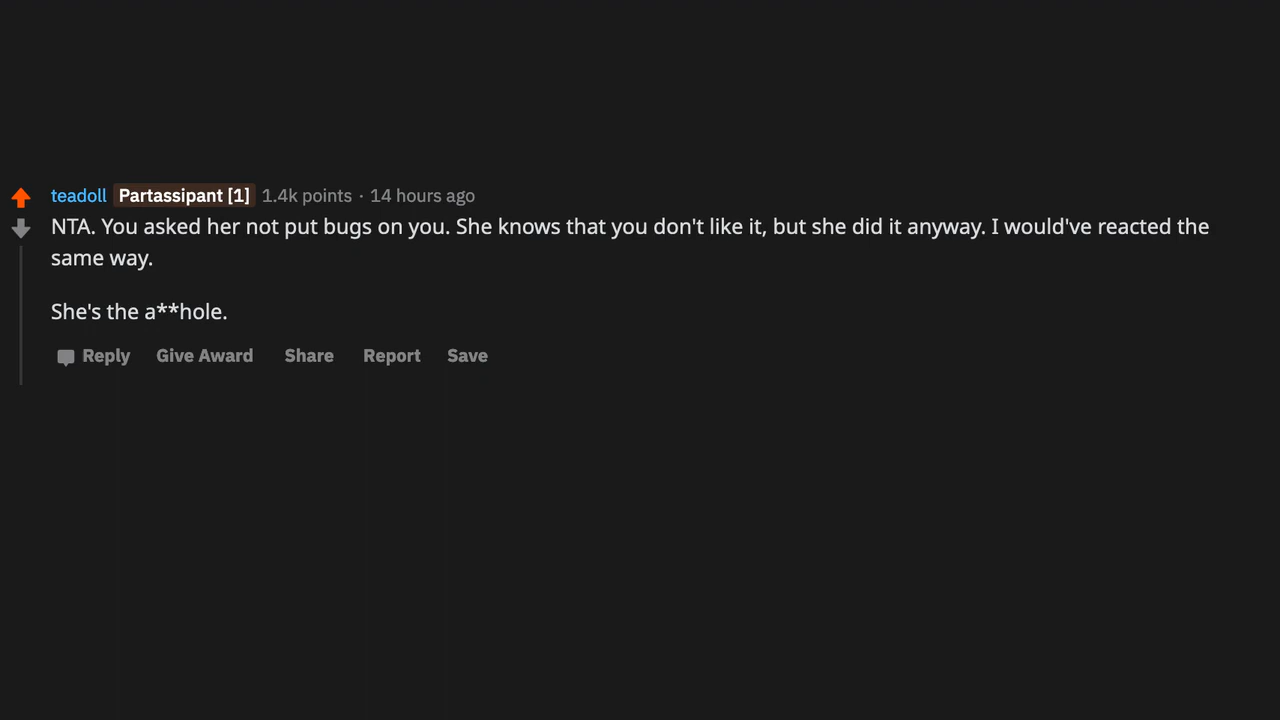 teadoll Partassipant [1] 1.4k points · 14 hours ago
NTA. You asked her not put bugs on you. She knows that you don't like it, but she did it anyway. I would've reacted the
same way.
She's the a**hole.
Reply Give Award Share Report Save